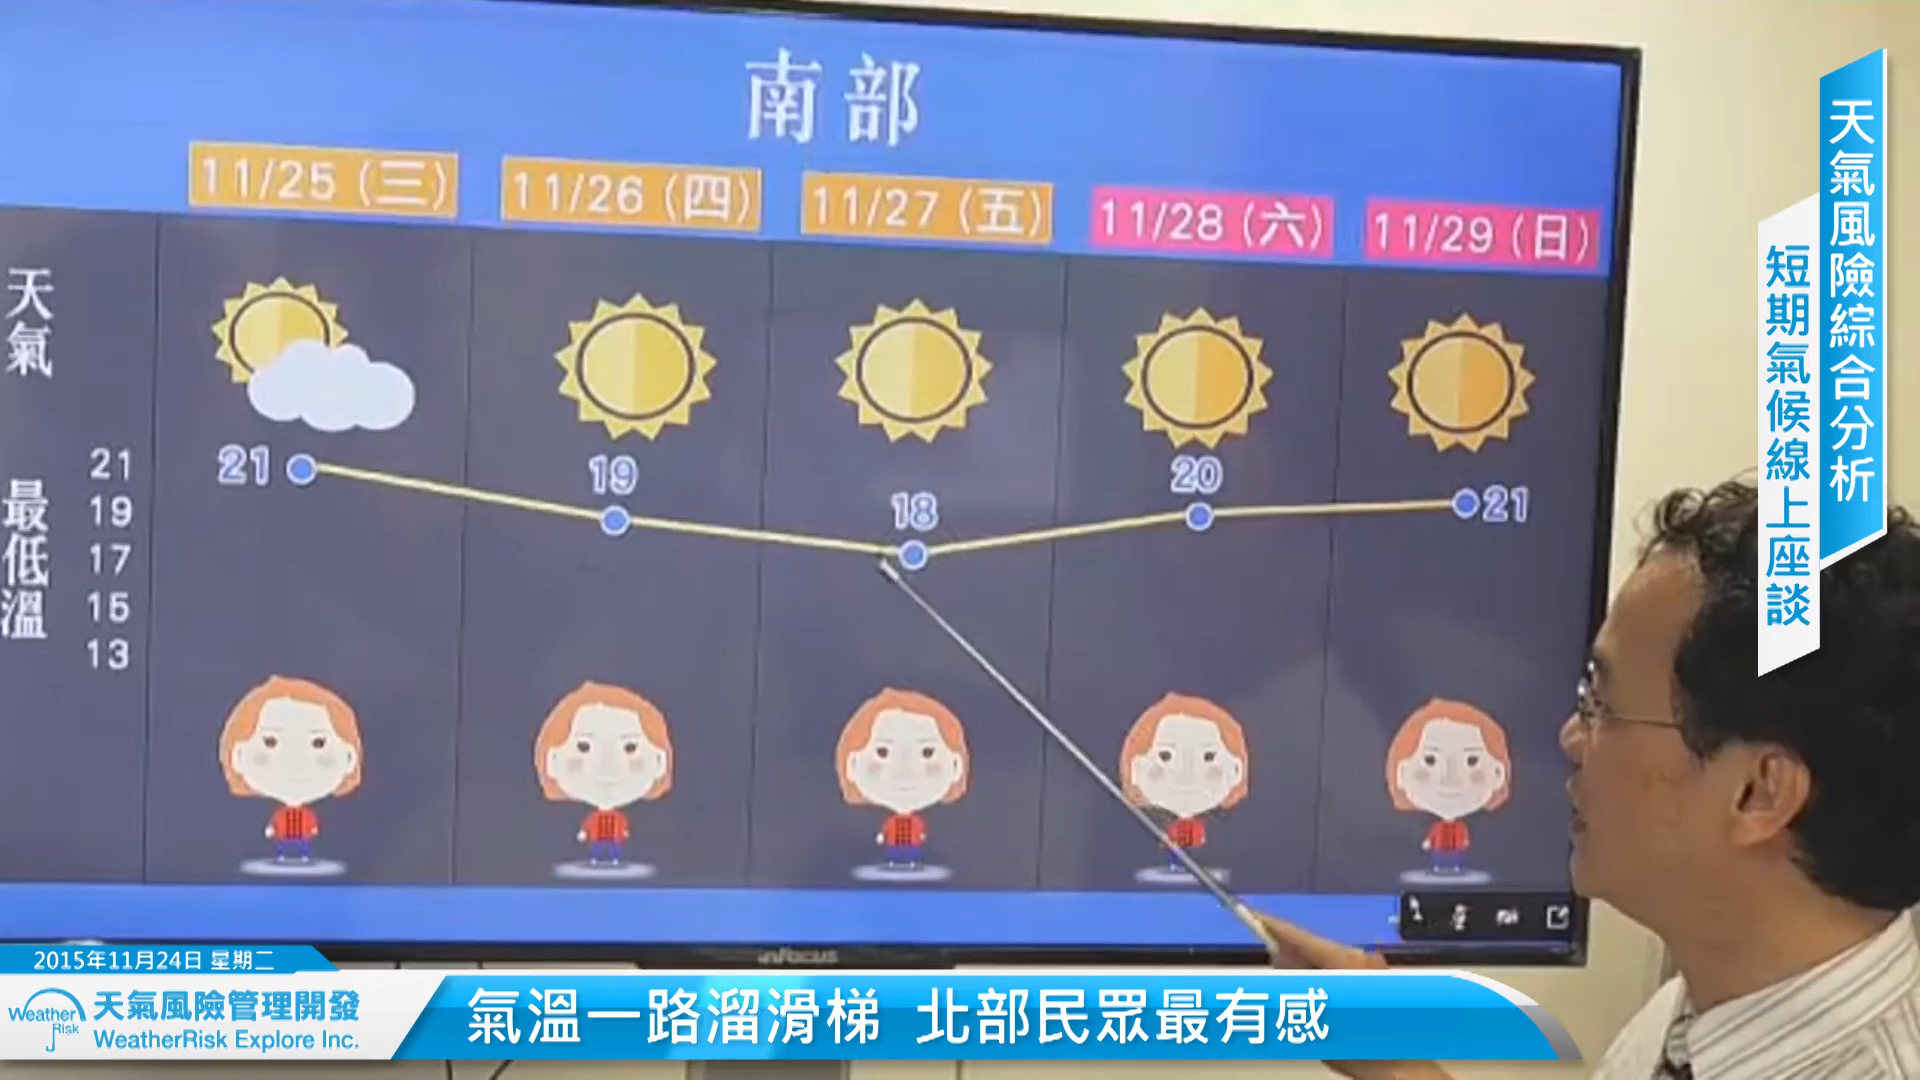 南部
11/25 (三)
11/26 (四)
11/27 (五)
11/28 (六)
11/29 (日)
天氣
最低溫
21
19
17
15
13
21
19
18
20
21
InFocus
天氣風險綜合分析
短期氣候線上座談
2015年11月24日 星期二
Weather Risk
天氣風險管理開發
WeatherRisk Explore Inc.
氣溫一路溜滑梯 北部民眾最有感